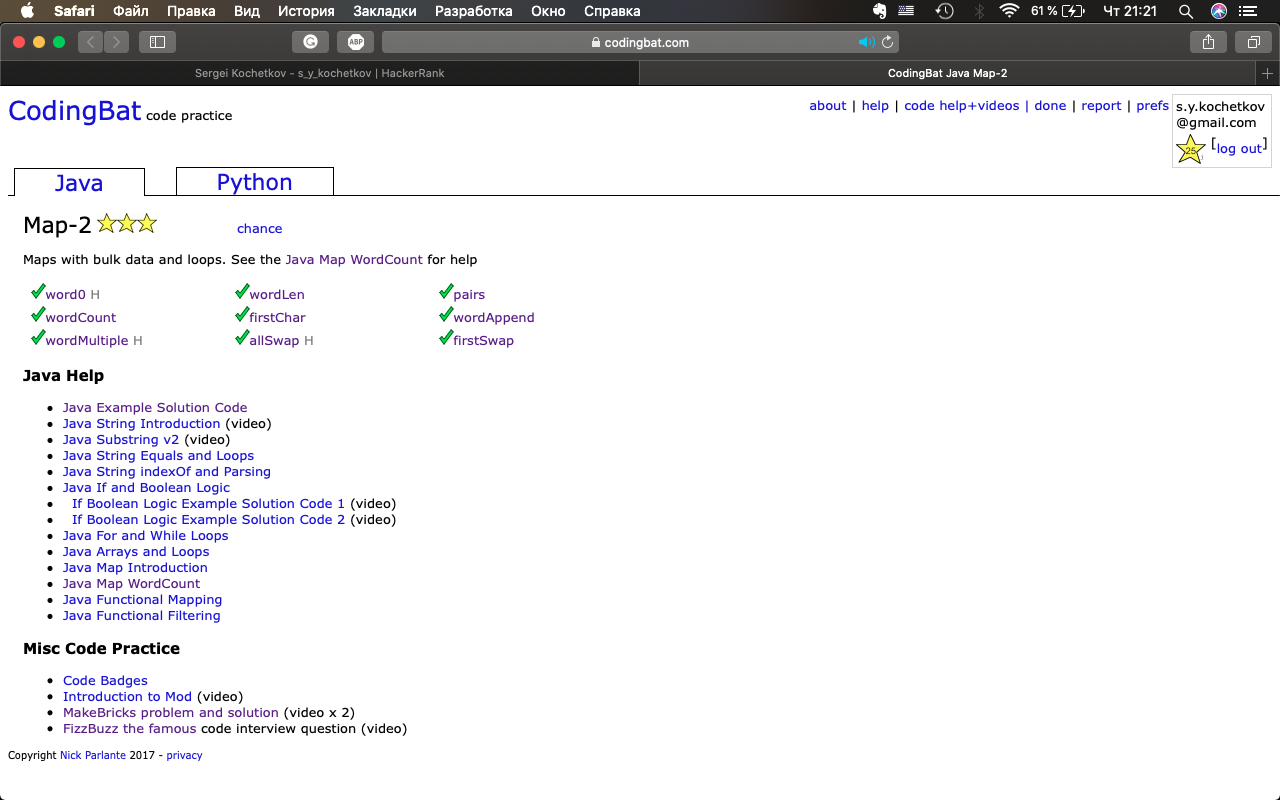 Safari Файл Правка Вид История Закладки Разработка Окно Справка 61 % Чт 21:21
ABP codingbat.com
Sergei Kochetkov - s_y_kochetkov | HackerRank CodingBat Java Map-2
CodingBat code practice
about | help | code help+videos | done | report | prefs
s.y.kochetkov
@gmail.com
25 [log out]
Java Python
Map-2 chance
Maps with bulk data and loops. See the Java Map WordCount for help
word0 H wordLen pairs
wordCount firstChar wordAppend
wordMultiple H allSwap H firstSwap
Java Help
Java Example Solution Code
Java String Introduction (video)
Java Substring v2 (video)
Java String Equals and Loops
Java String indexOf and Parsing
Java If and Boolean Logic
If Boolean Logic Example Solution Code 1 (video)
If Boolean Logic Example Solution Code 2 (video)
Java For and While Loops
Java Arrays and Loops
Java Map Introduction
Java Map WordCount
Java Functional Mapping
Java Functional Filtering
Misc Code Practice
Code Badges
Introduction to Mod (video)
MakeBricks problem and solution (video x 2)
FizzBuzz the famous code interview question (video)
Copyright Nick Parlante 2017 - privacy